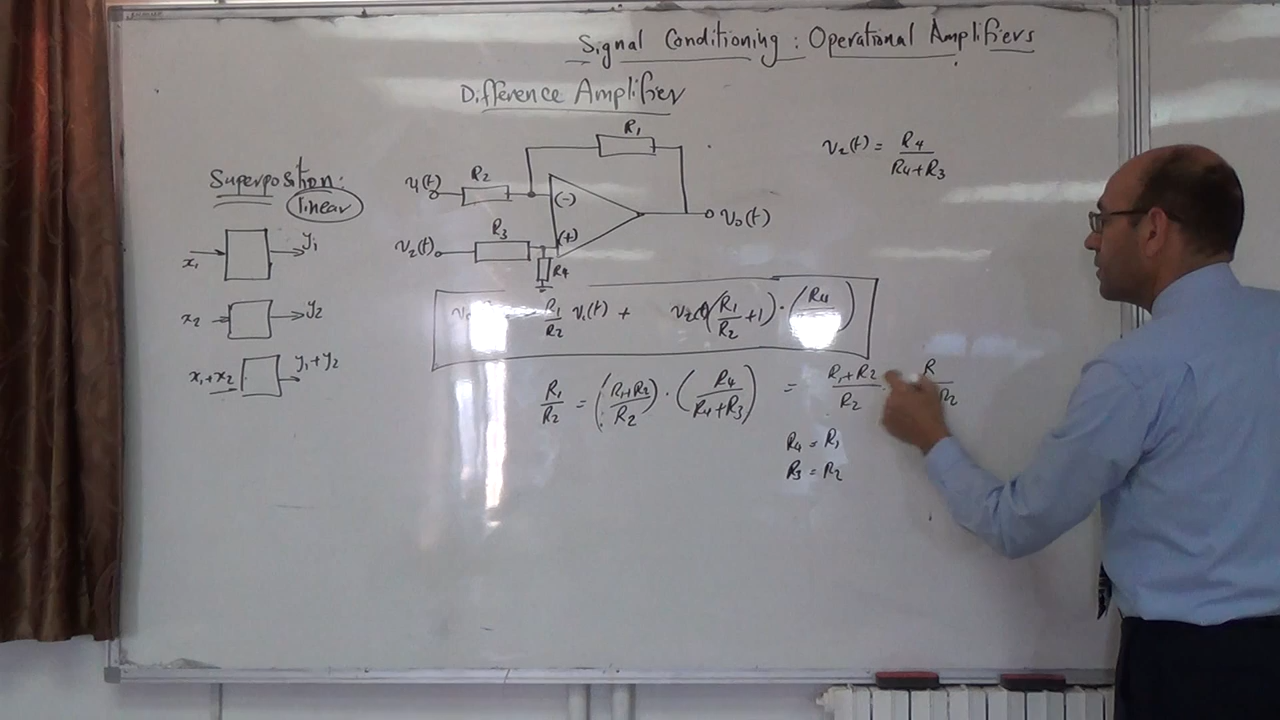 Signal Conditioning : Operational Amplifiers
Difference Amplifier
Superposition:
linear
x1 y1
x2 y2
x1+x2 y1+y2
R1
v1(t) R2 (-)
v0(t)
v2(t) R3 (+)
R4
v2(t) = R4/(R4+R3)
R1/R2 v1(t) + v2(t)(R1/R2 +1)·(R4
R1/R2 = ((R1+R2)/R2)·(R4/(R4+R3)) = (R1+R2)/R2
R4 = R1
R3 = R2